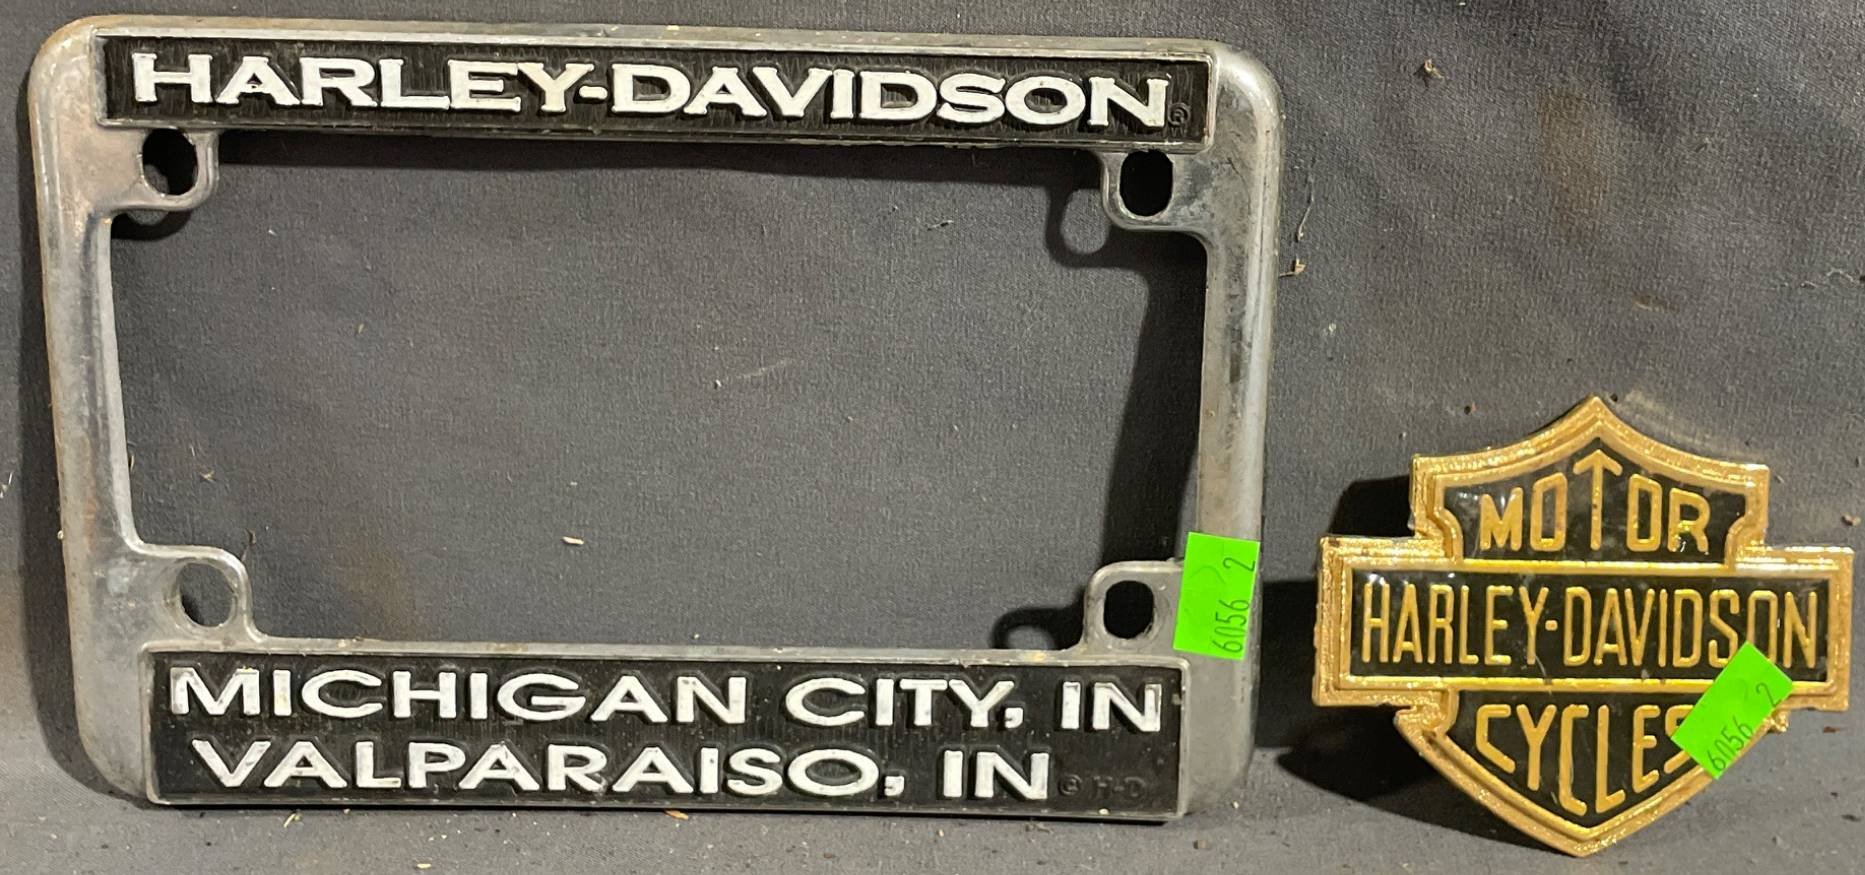 HARLEY-DAVIDSON®
MICHIGAN CITY, IN
VALPARAISO, IN © H-D
6056 2
MOTOR
HARLEY-DAVIDSON
CYCLES
6056 2